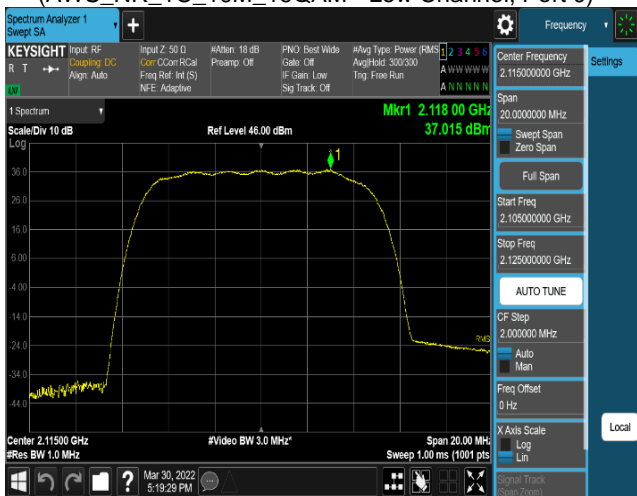 (AWS_NR_1C_10M_16QAM - Low Channel, Port 0)
Spectrum Analyzer 1
Swept SA
Frequency
KEYSIGHT
R T
LXI
Input: RF
Coupling: DC
Align: Auto
Input Z: 50 Ω
Corr CCorr RCal
Freq Ref: Int (S)
NFE: Adaptive
#Atten: 18 dB
Preamp: Off
PNO: Best Wide
Gate: Off
IF Gain: Low
Sig Track: Off
#Avg Type: Power (RMS
Avg|Hold: 300/300
Trig: Free Run
1 2 3 4 5 6
A W W W W W
A N N N N N
1 Spectrum
Scale/Div 10 dB
Log
Ref Level 46.00 dBm
Mkr1 2.118 00 GHz
37.015 dBm
1
36.0
26.0
16.0
6.00
-4.00
-14.0
-24.0
-34.0
-44.0
RMS
Center 2.11500 GHz
#Res BW 1.0 MHz
#Video BW 3.0 MHz*
Span 20.00 MHz
Sweep 1.00 ms (1001 pts
Mar 30, 2022
5:19:29 PM
Center Frequency
2.115000000 GHz
Span
20.0000000 MHz
Swept Span
Zero Span
Full Span
Start Freq
2.105000000 GHz
Stop Freq
2.125000000 GHz
AUTO TUNE
CF Step
2.000000 MHz
Auto
Man
Freq Offset
0 Hz
X Axis Scale
Log
Lin
Signal Track
(Span Zoom)
Settings
Local